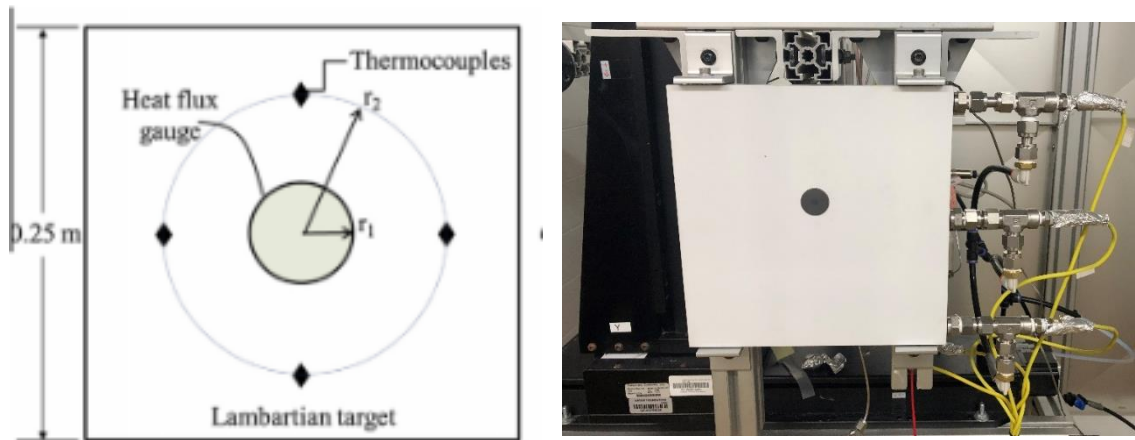 Thermocouples
r2
Heat flux
gauge
r1
0.25 m
Lambartian target
Y